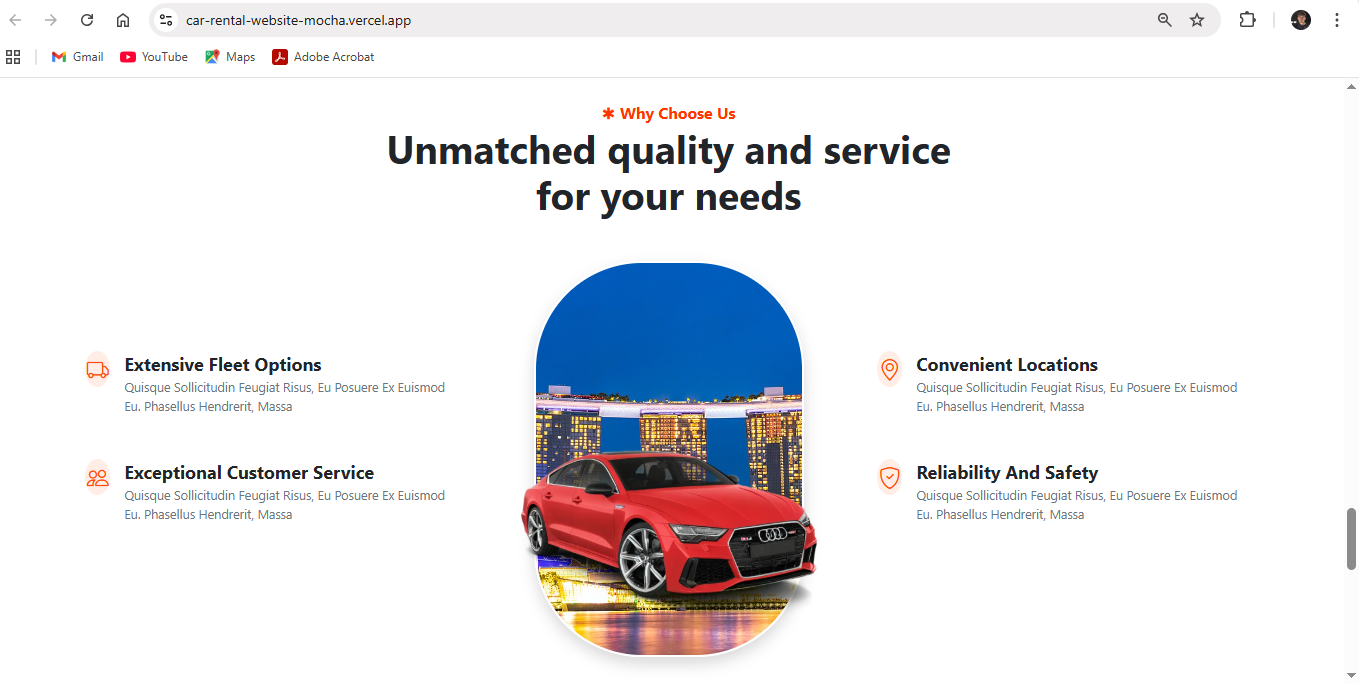 car-rental-website-mocha.vercel.app
Gmail YouTube Maps Adobe Acrobat
✱ Why Choose Us
Unmatched quality and service
for your needs
Extensive Fleet Options
Quisque Sollicitudin Feugiat Risus, Eu Posuere Ex Euismod
Eu. Phasellus Hendrerit, Massa
Exceptional Customer Service
Quisque Sollicitudin Feugiat Risus, Eu Posuere Ex Euismod
Eu. Phasellus Hendrerit, Massa
Convenient Locations
Quisque Sollicitudin Feugiat Risus, Eu Posuere Ex Euismod
Eu. Phasellus Hendrerit, Massa
Reliability And Safety
Quisque Sollicitudin Feugiat Risus, Eu Posuere Ex Euismod
Eu. Phasellus Hendrerit, Massa